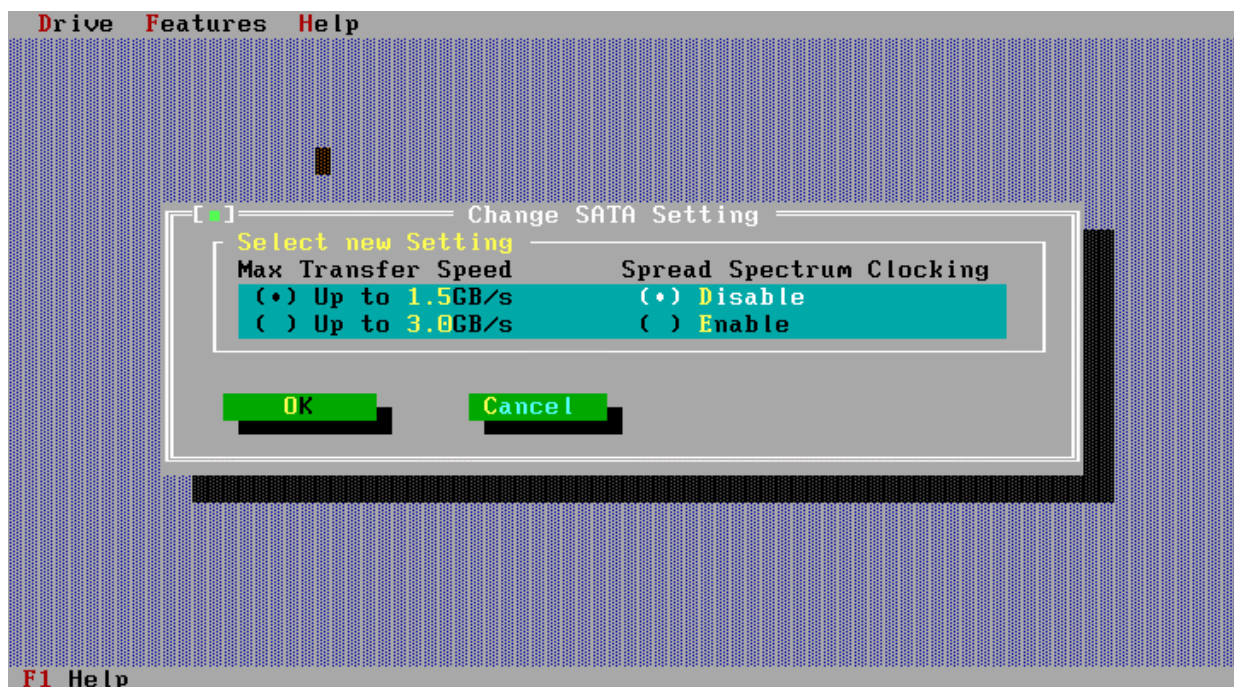 Drive Features Help
[■] Change SATA Setting
Select new Setting
Max Transfer Speed Spread Spectrum Clocking
(•) Up to 1.5GB/s (•) Disable
( ) Up to 3.0GB/s ( ) Enable
OK Cancel
F1 Help